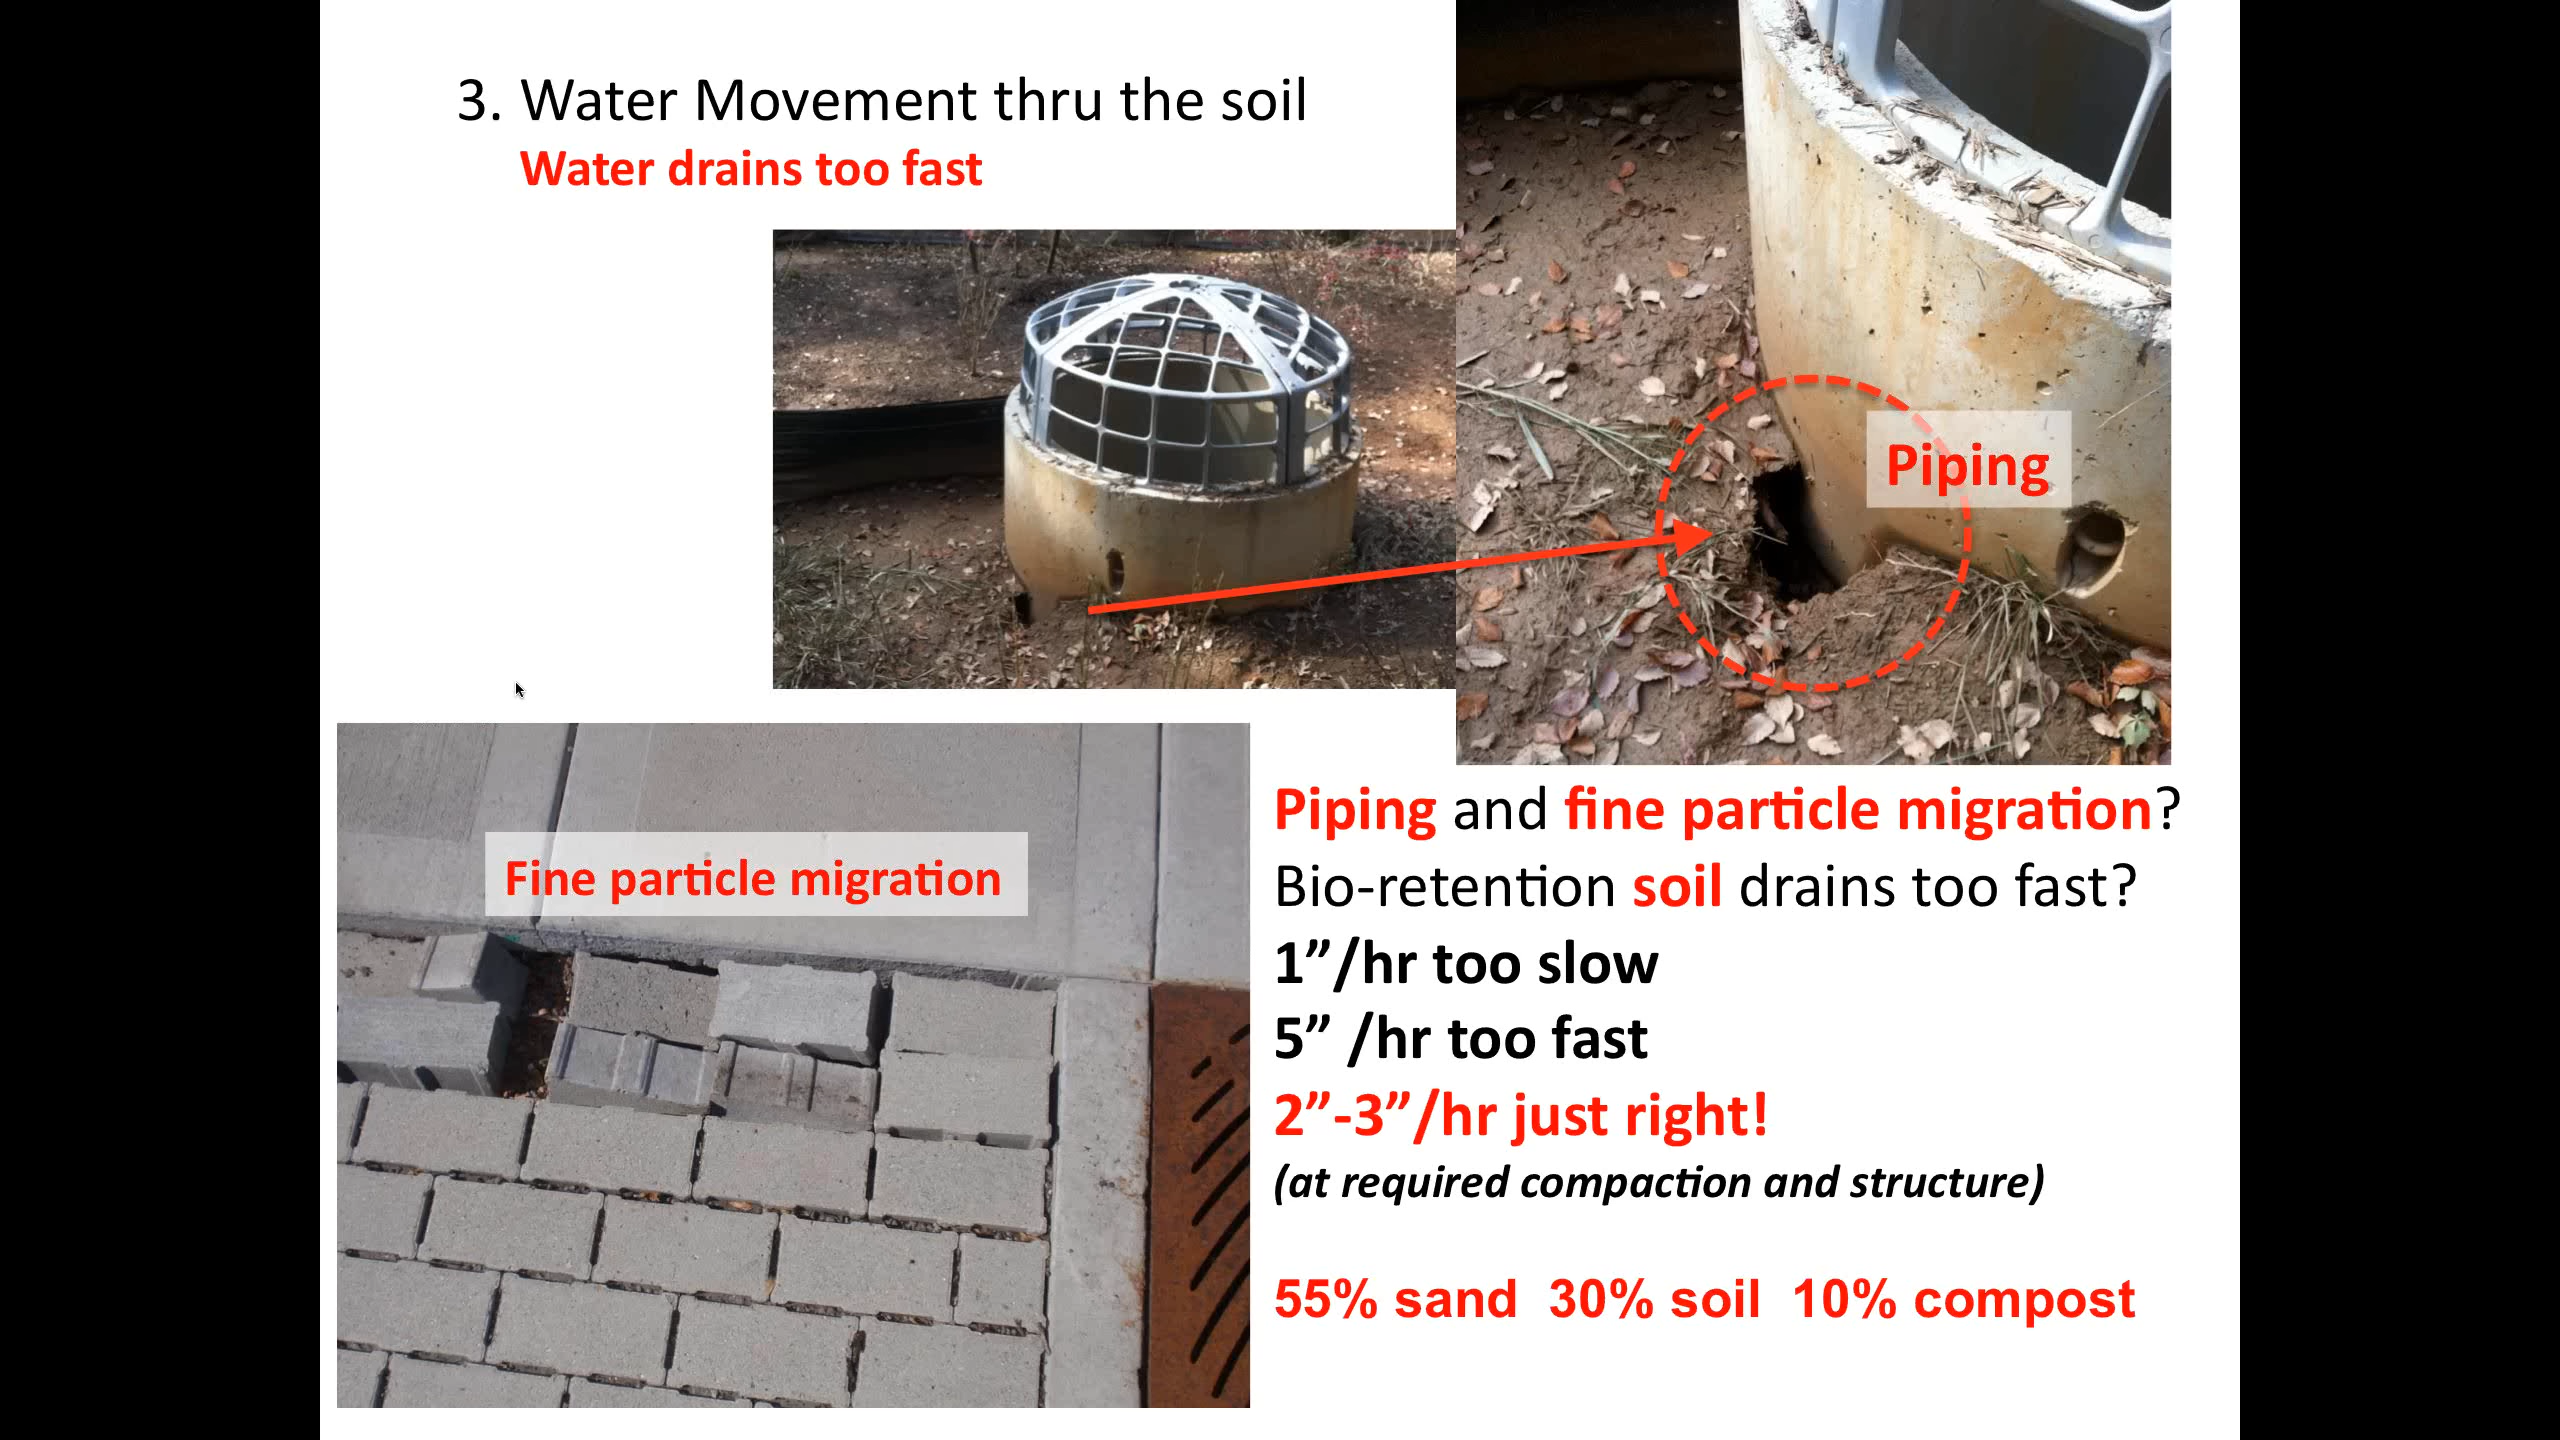 3. Water Movement thru the soil
Water drains too fast
Piping
Fine particle migration
Piping and fine particle migration?
Bio-retention soil drains too fast?
1”/hr too slow
5” /hr too fast
2”-3”/hr just right!
(at required compaction and structure)
55% sand  30% soil  10% compost